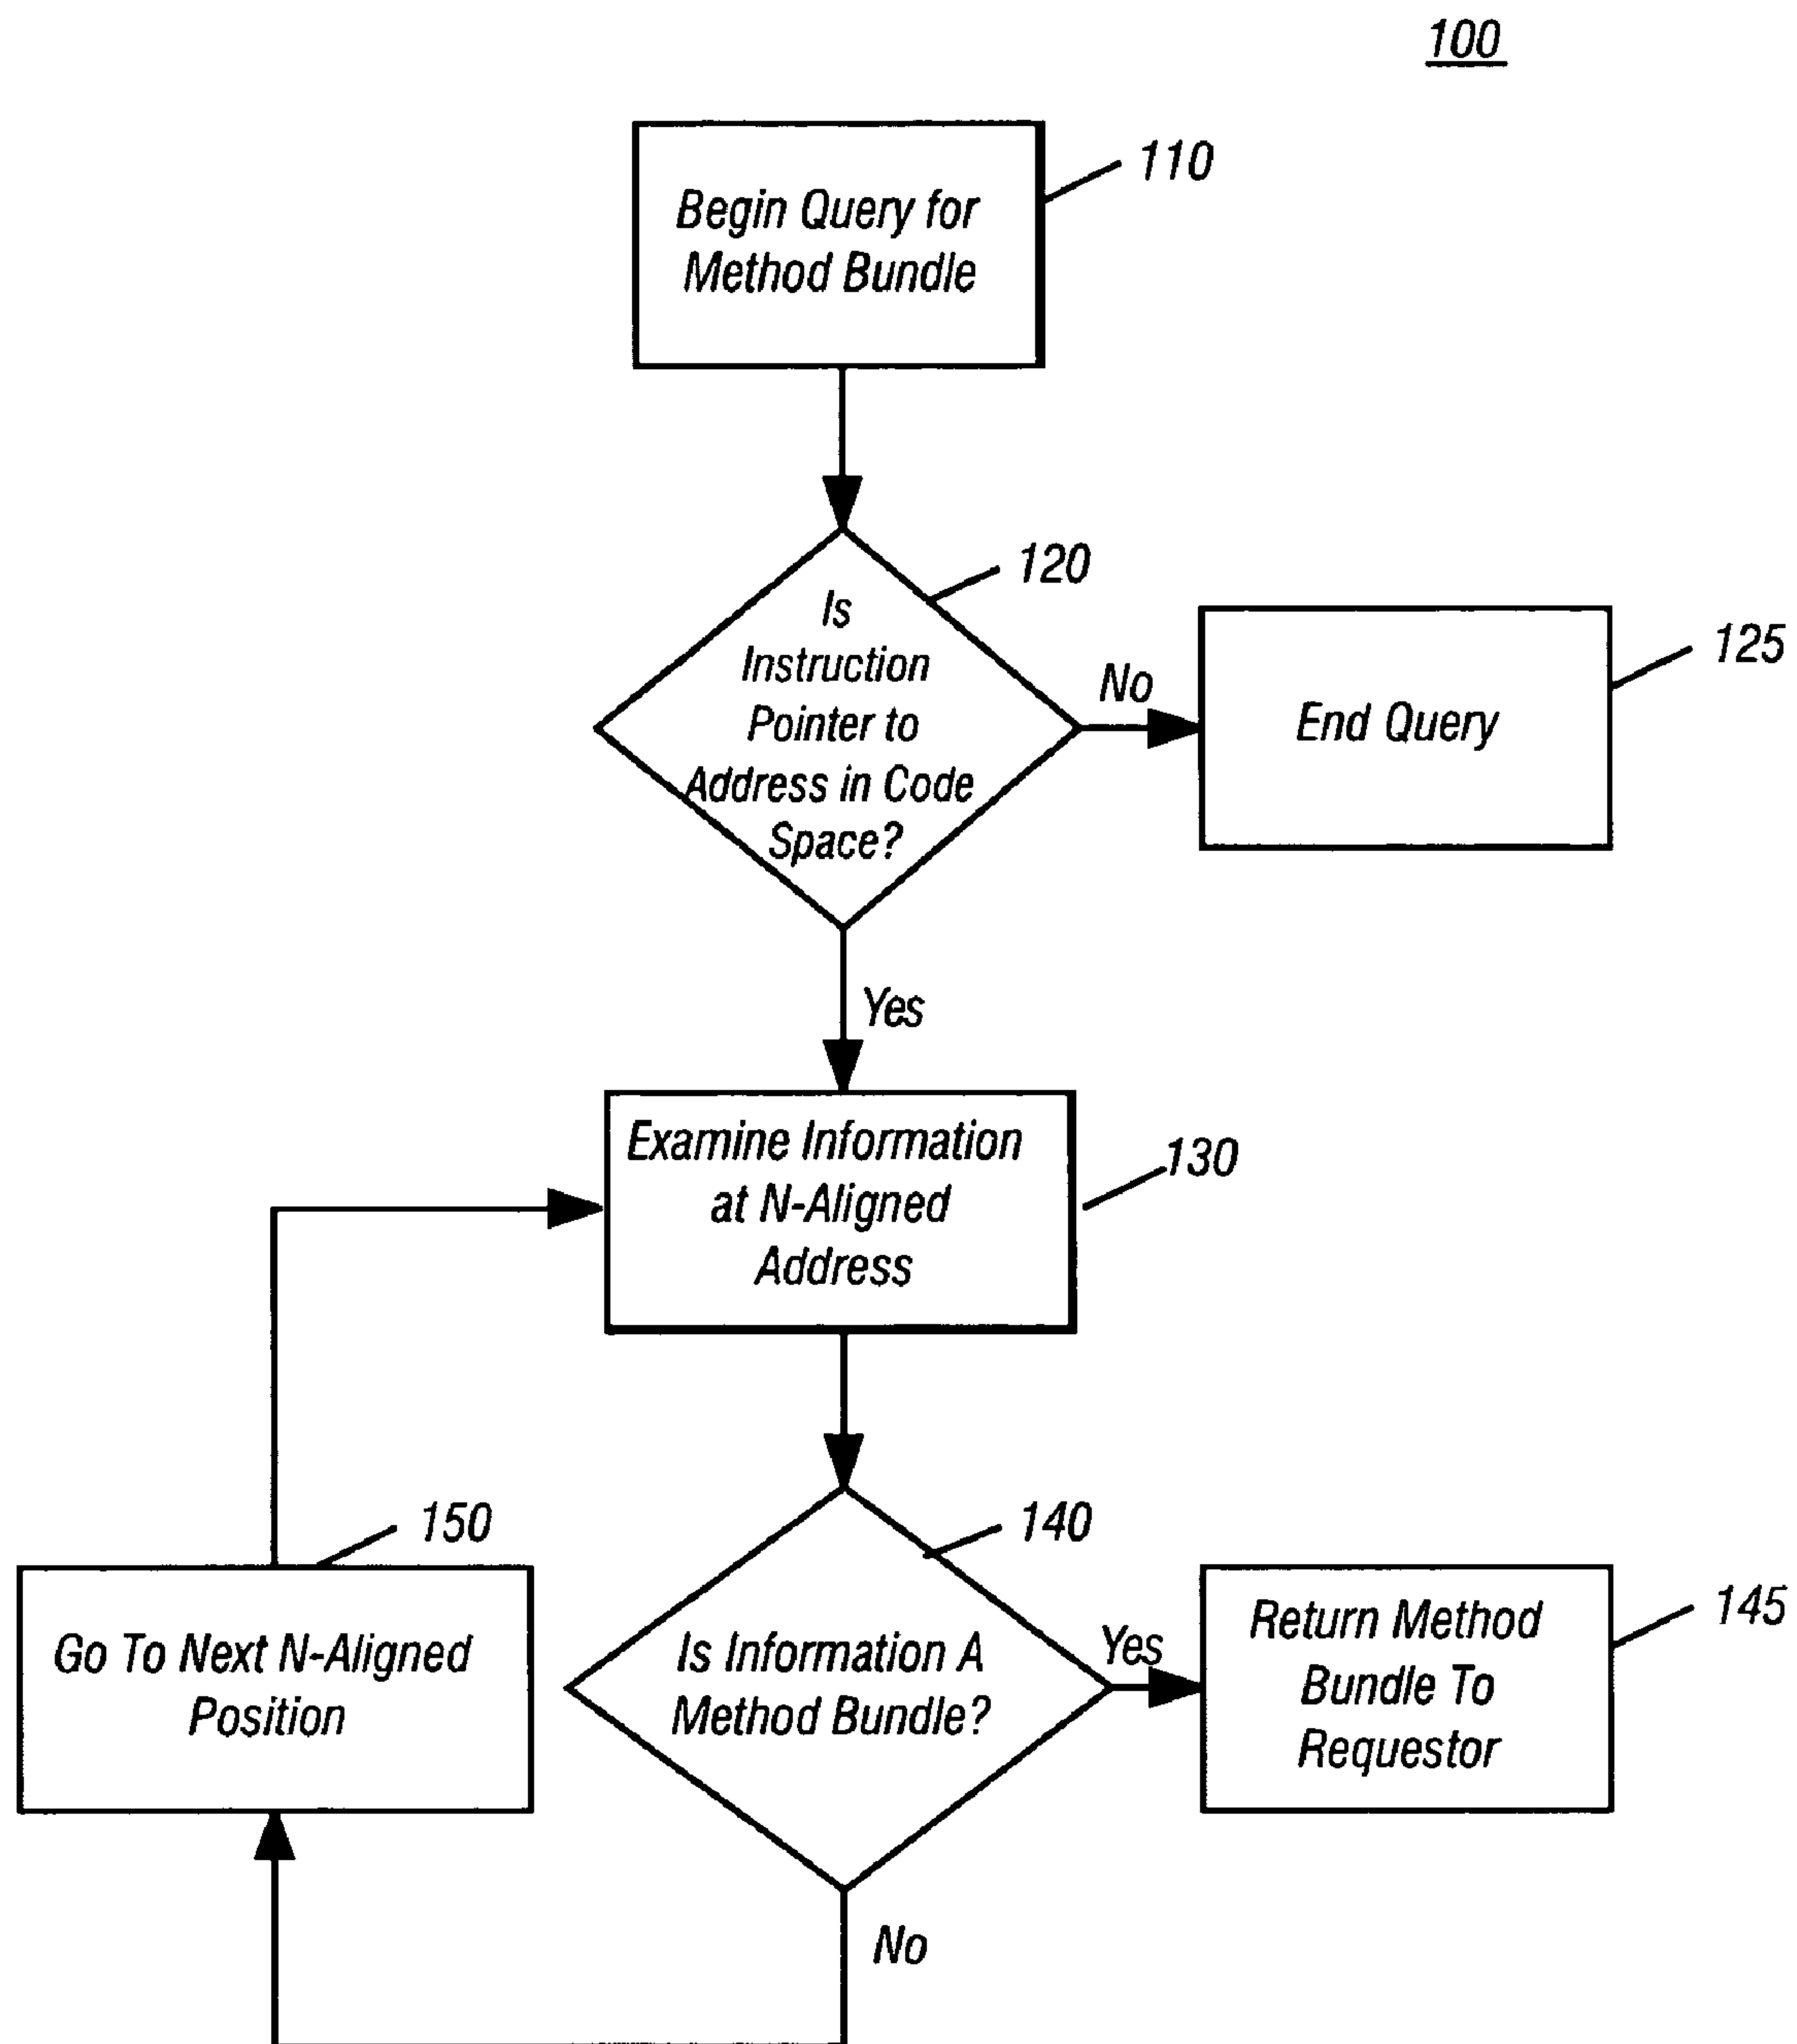 100
110
Begin Query for
Method Bundle
120
Is
Instruction
Pointer to
Address in Code
Space?
No
125
End Query
Yes
130
Examine Information
at N-Aligned
Address
150
Go To Next N-Aligned
Position
140
Is Information A
Method Bundle?
Yes
145
Return Method
Bundle To
Requestor
No